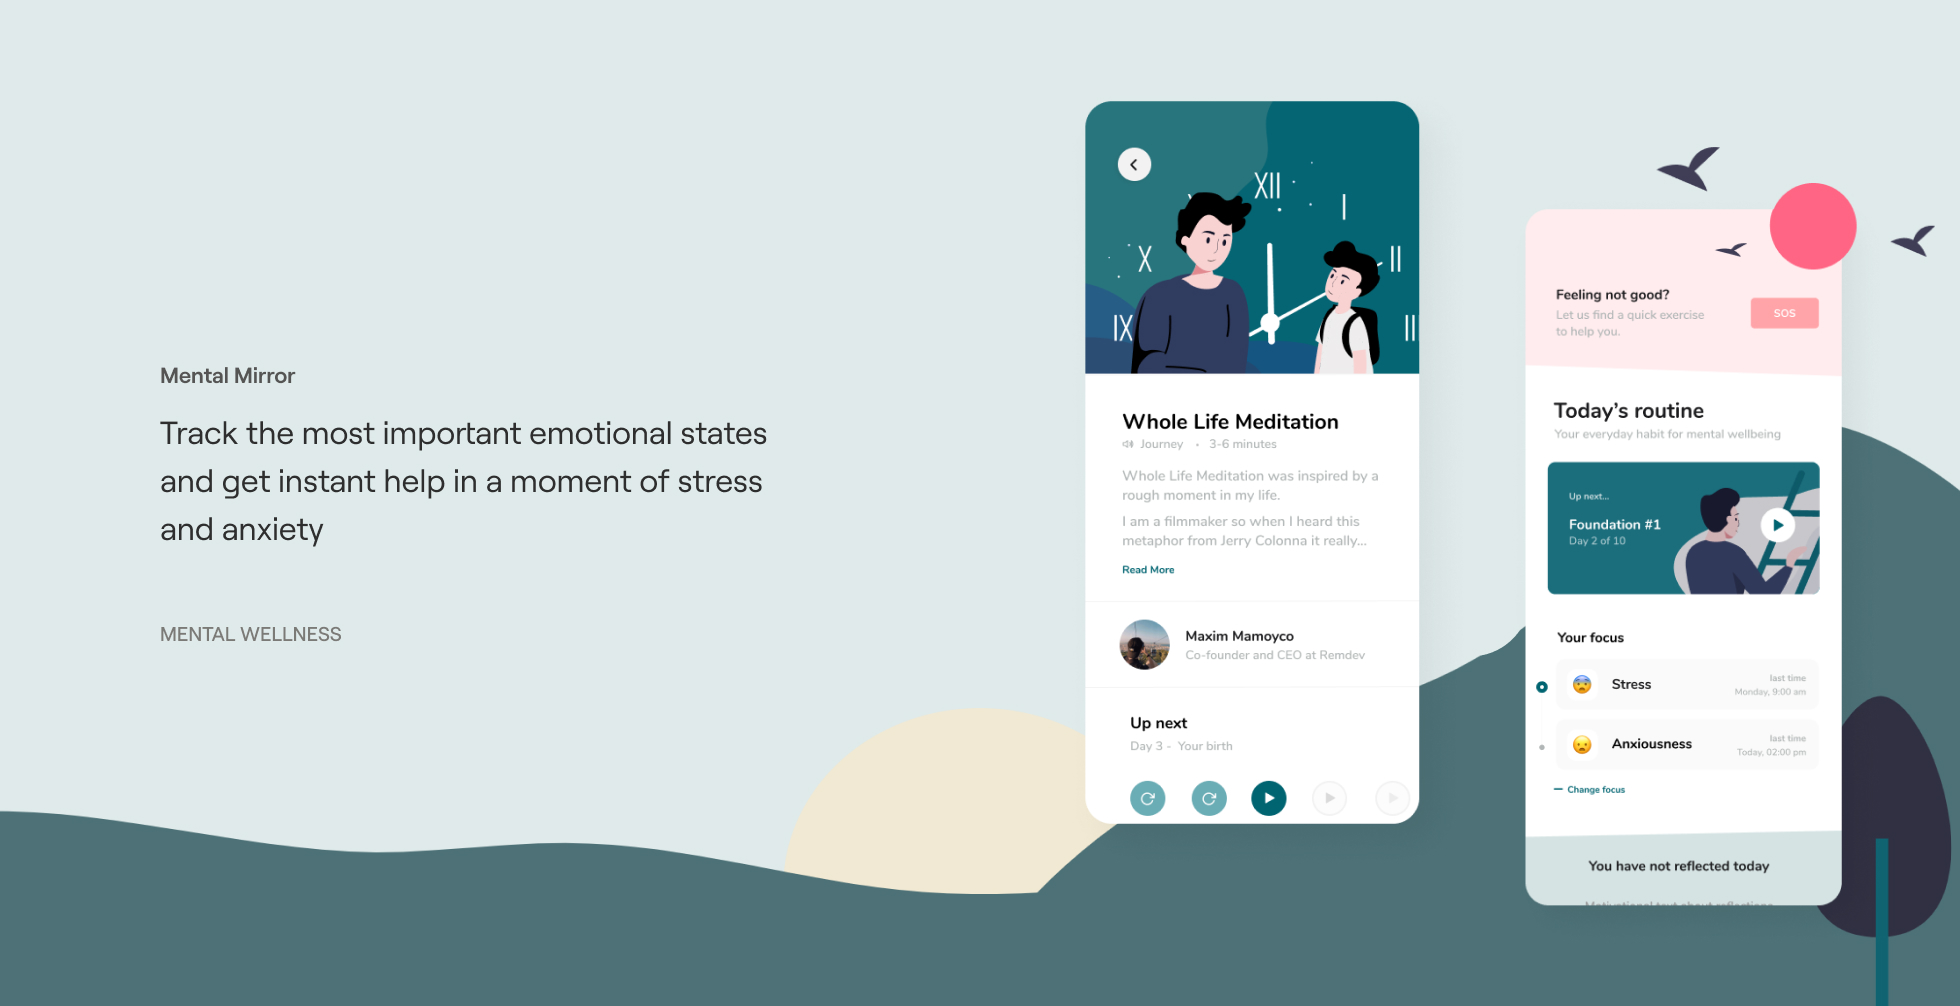 Mental Mirror
Track the most important emotional states
and get instant help in a moment of stress
and anxiety
MENTAL WELLNESS
XII
I
X
II
IX
III
Whole Life Meditation
Journey • 3-6 minutes
Whole Life Meditation was inspired by a
rough moment in my life.
I am a filmmaker so when I heard this
metaphor from Jerry Colonna it really...
Read More
Maxim Mamoyco
Co-founder and CEO at Remdev
Up next
Day 3 - Your birth
Feeling not good?
Let us find a quick exercise
to help you.
SOS
Today's routine
Your everyday habit for mental wellbeing
Up next...
Foundation #1
Day 2 of 10
Your focus
Stress
last time
Monday, 9:00 am
Anxiousness
last time
Today, 02:00 pm
Change focus
You have not reflected today
Motivational text about reflections